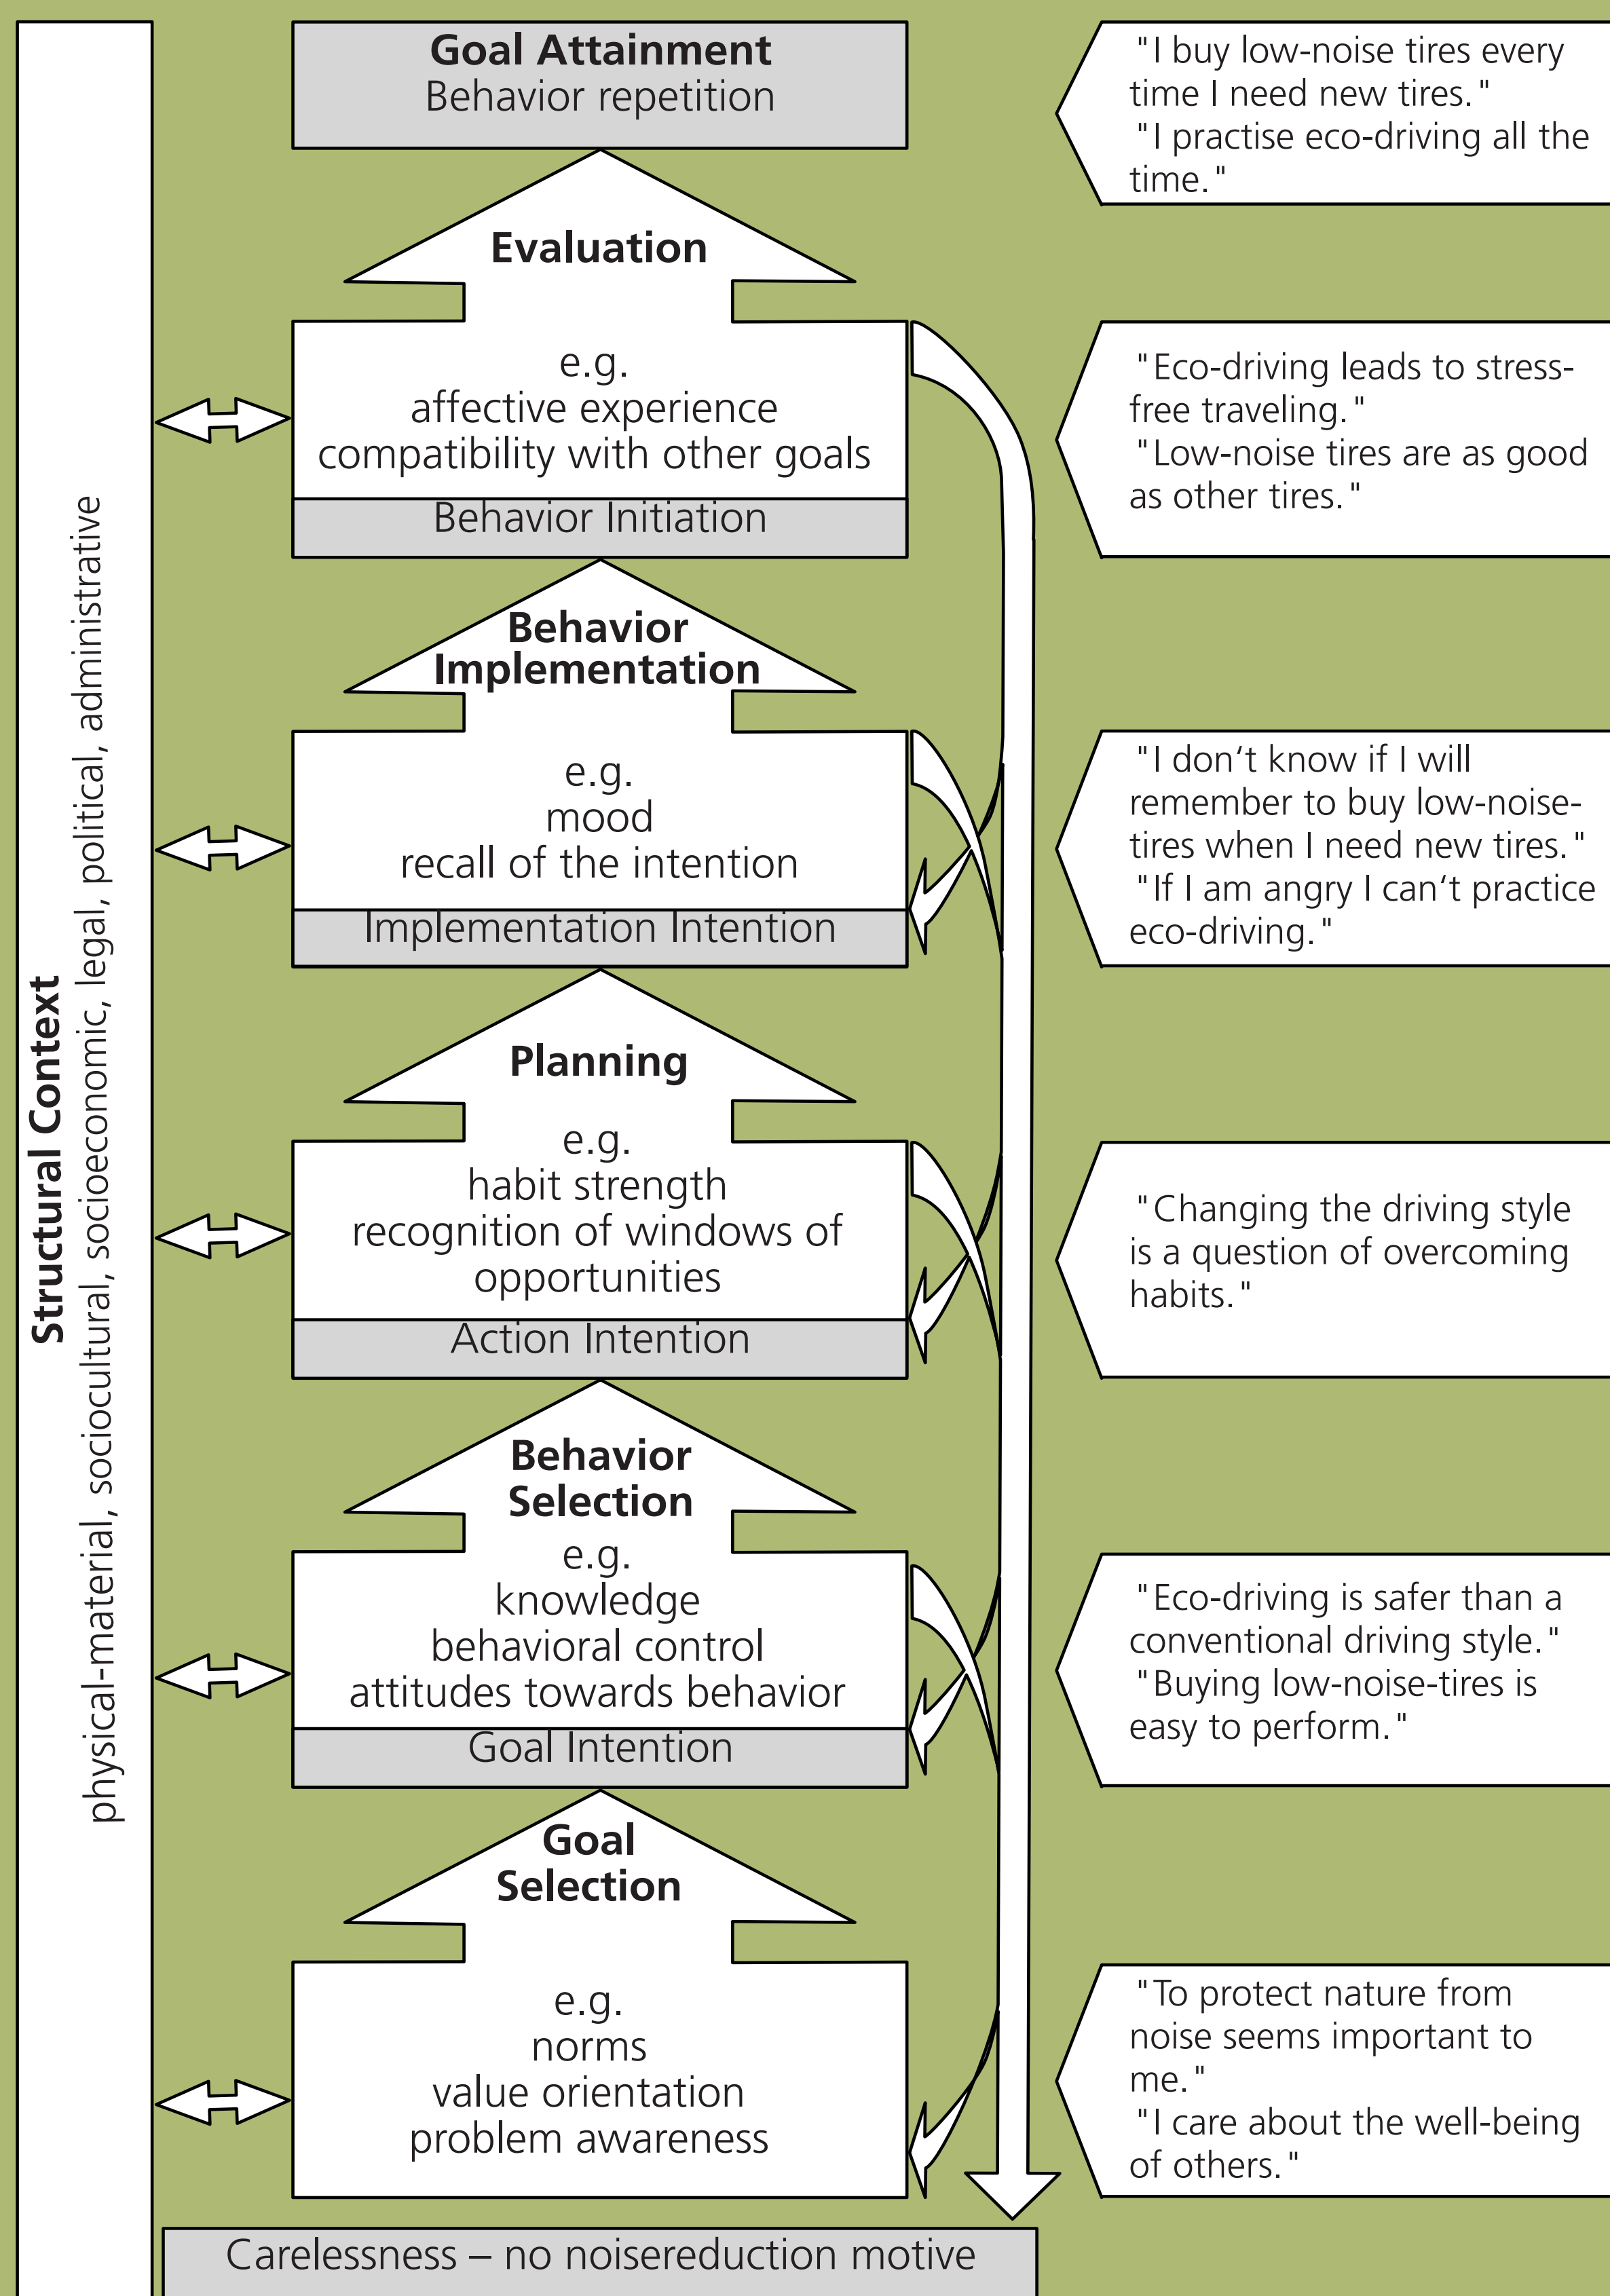 Structural Context
physical-material, sociocultural, socioeconomic, legal, political, administrative
Goal Attainment
Behavior repetition
"I buy low-noise tires every
time I need new tires."
"I practise eco-driving all the
time."
Evaluation
e.g.
affective experience
compatibility with other goals
Behavior Initiation
"Eco-driving leads to stress-
free traveling."
"Low-noise tires are as good
as other tires."
Behavior
Implementation
e.g.
mood
recall of the intention
Implementation Intention
"I don‘t know if I will
remember to buy low-noise-
tires when I need new tires."
"If I am angry I can‘t practice
eco-driving."
Planning
e.g.
habit strength
recognition of windows of
opportunities
Action Intention
"Changing the driving style
is a question of overcoming
habits."
Behavior
Selection
e.g.
knowledge
behavioral control
attitudes towards behavior
Goal Intention
"Eco-driving is safer than a
conventional driving style."
"Buying low-noise-tires is
easy to perform."
Goal
Selection
e.g.
norms
value orientation
problem awareness
"To protect nature from
noise seems important to
me."
"I care about the well-being
of others."
Carelessness – no noisereduction motive